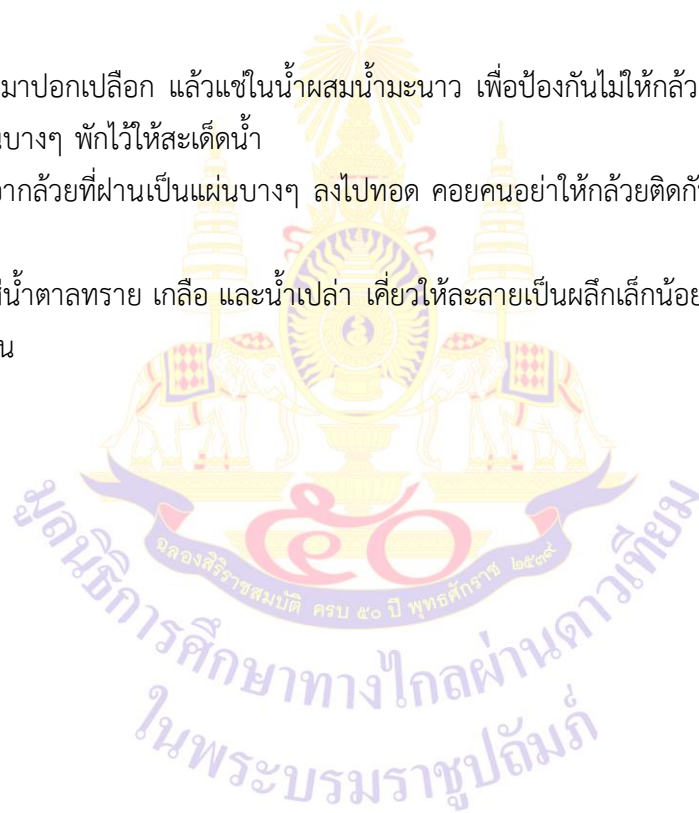 มาปอกเปลือก แล้วแช่ในน้ำผสมน้ำมะนาว เพื่อป้องกันไม่ให้กล้ว
นบางๆ พักไว้ให้สะเด็ดน้ำ
ากล้วยที่ฝานเป็นแผ่นบางๆ ลงไปทอด คอยคนอย่าให้กล้วยติดกั
น้ำตาลทราย เกลือ และน้ำเปล่า เคี่ยวให้ละลายเป็นผลึกเล็กน้อย
น
๕๐
ฉลองสิริราชสมบัติ ครบ ๕๐ ปี พุทธศักราช ๒๕๓๙
มูลนิธิการศึกษาทางไกลผ่านดาวเทียม
ในพระบรมราชูปถัมภ์